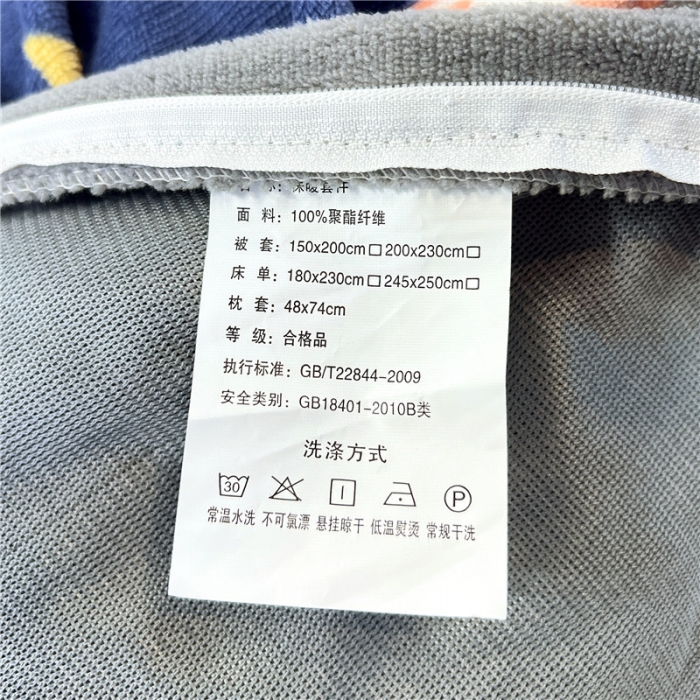 面 料：100%聚酯纤维
被 套：150x200cm□ 200x230cm□
床 单：180x230cm□ 245x250cm□
枕 套：48x74cm
等 级：合格品
执行标准：GB/T22844-2009
安全类别：GB18401-2010B类
洗涤方式
30 P
常温水洗 不可氯漂 悬挂晾干 低温熨烫 常规干洗